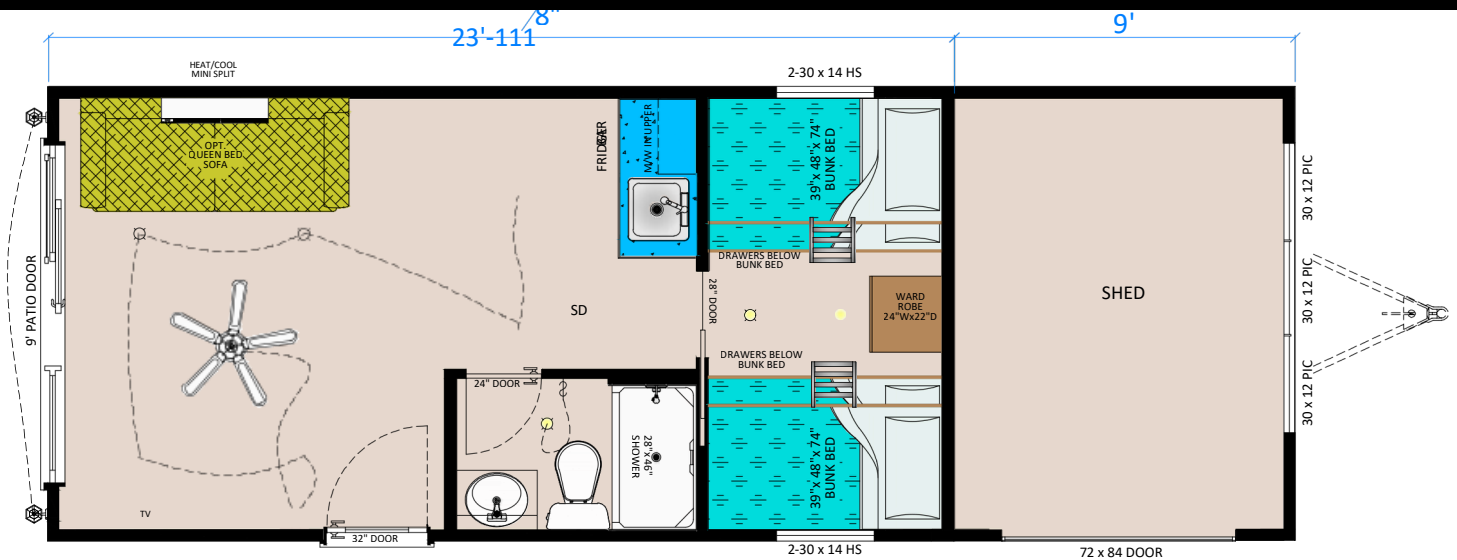 8"
23'-111
9'
HEAT/COOL
MINI SPLIT
2-30 x 14 HS
OPT.
QUEEN BED
SOFA
M/W IN UPPER
39"x 48"x 74"
BUNK BED
30 x 12 PIC
9' PATIO DOOR
DRAWERS BELOW
BUNK BED
28" DOOR
SD
WARD
ROBE
24"Wx22"D
SHED
30 x 12 PIC
DRAWERS BELOW
BUNK BED
24" DOOR
30 x 12 PIC
28"x46"
SHOWER
39"x 48"x 74"
BUNK BED
TV
32" DOOR
2-30 x 14 HS
72 x 84 DOOR